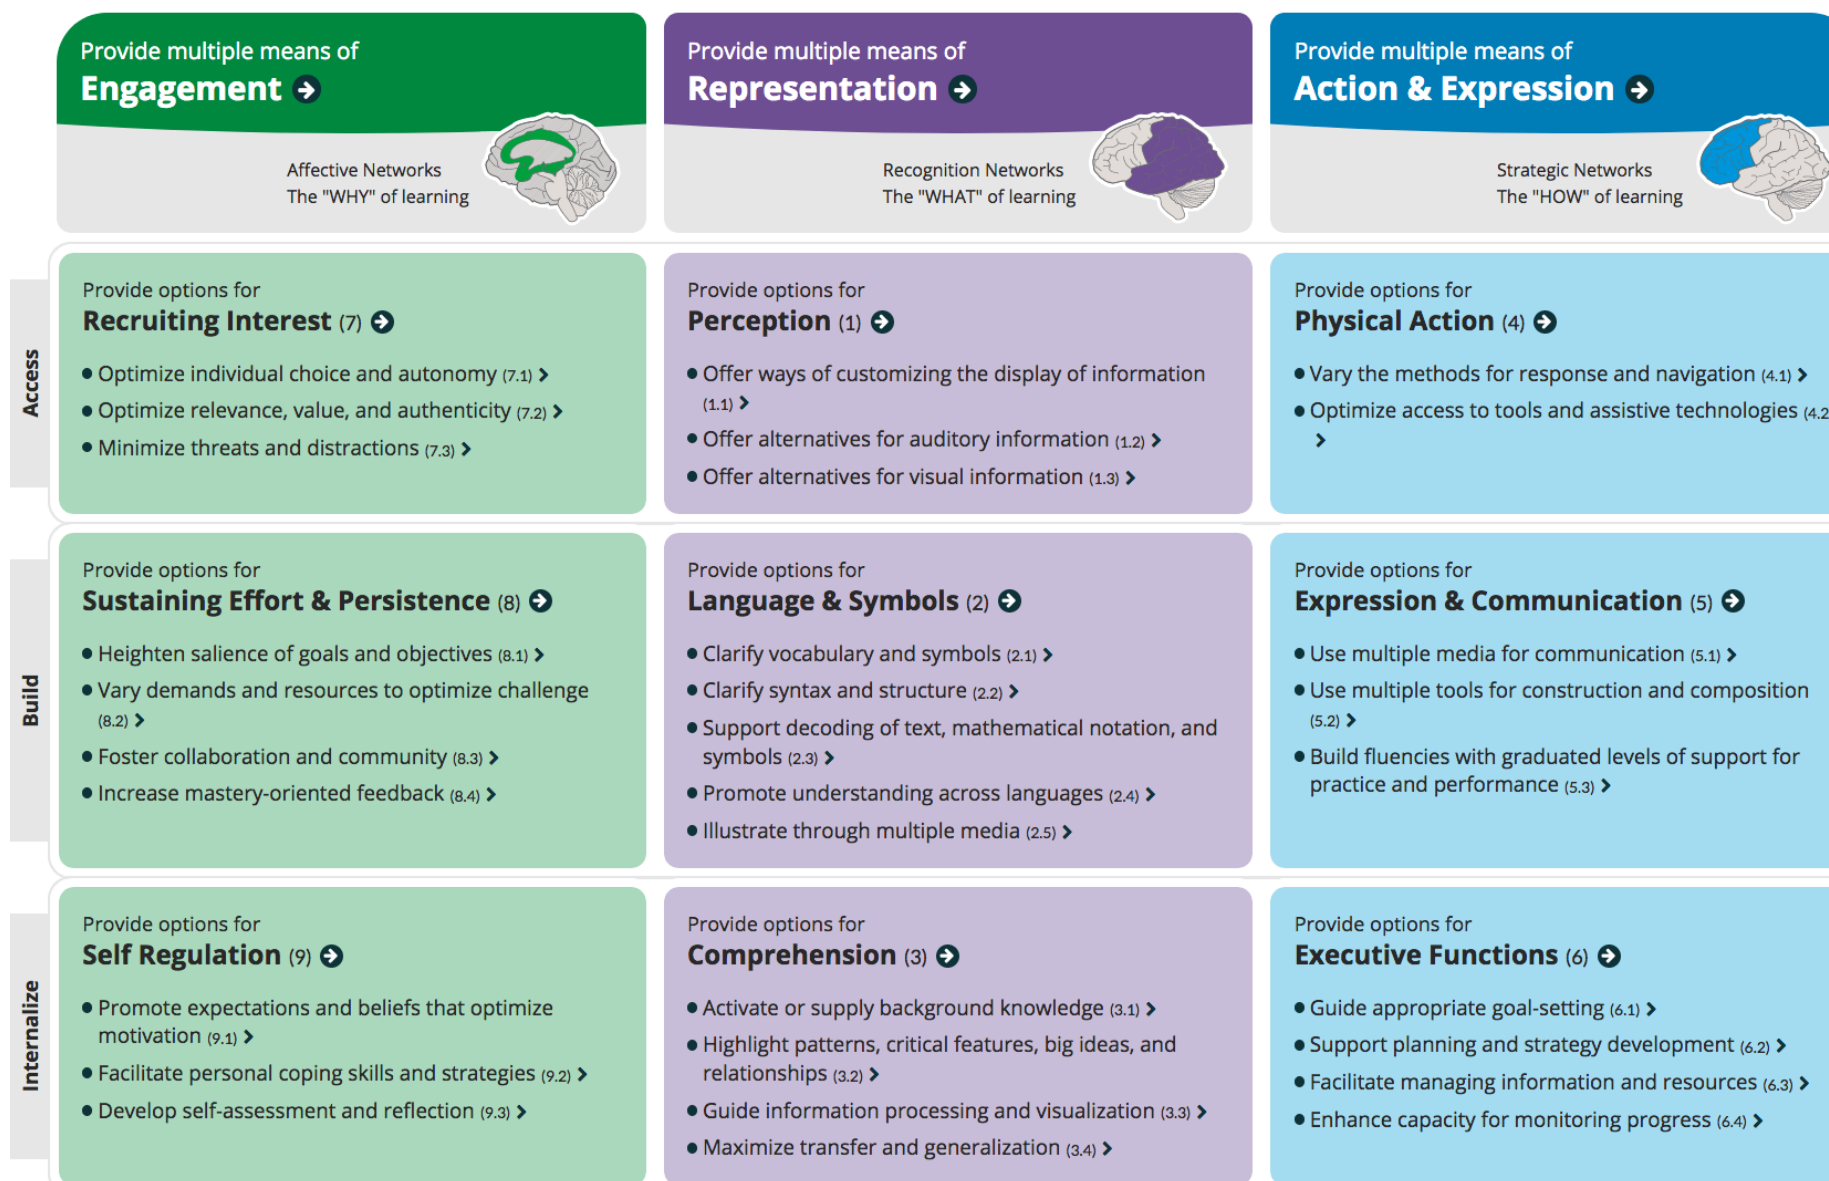 Provide multiple means of
Engagement
Affective Networks
The "WHY" of learning
Provide multiple means of
Representation
Recognition Networks
The "WHAT" of learning
Provide multiple means of
Action & Expression
Strategic Networks
The "HOW" of learning
Access
Provide options for
Recruiting Interest (7)
• Optimize individual choice and autonomy (7.1)
• Optimize relevance, value, and authenticity (7.2)
• Minimize threats and distractions (7.3)
Provide options for
Perception (1)
• Offer ways of customizing the display of information
(1.1)
• Offer alternatives for auditory information (1.2)
• Offer alternatives for visual information (1.3)
Provide options for
Physical Action (4)
• Vary the methods for response and navigation (4.1)
• Optimize access to tools and assistive technologies (4.2
Build
Provide options for
Sustaining Effort & Persistence (8)
• Heighten salience of goals and objectives (8.1)
• Vary demands and resources to optimize challenge
(8.2)
• Foster collaboration and community (8.3)
• Increase mastery-oriented feedback (8.4)
Provide options for
Language & Symbols (2)
• Clarify vocabulary and symbols (2.1)
• Clarify syntax and structure (2.2)
• Support decoding of text, mathematical notation, and
symbols (2.3)
• Promote understanding across languages (2.4)
• Illustrate through multiple media (2.5)
Provide options for
Expression & Communication (5)
• Use multiple media for communication (5.1)
• Use multiple tools for construction and composition
(5.2)
• Build fluencies with graduated levels of support for
practice and performance (5.3)
Internalize
Provide options for
Self Regulation (9)
• Promote expectations and beliefs that optimize
motivation (9.1)
• Facilitate personal coping skills and strategies (9.2)
• Develop self-assessment and reflection (9.3)
Provide options for
Comprehension (3)
• Activate or supply background knowledge (3.1)
• Highlight patterns, critical features, big ideas, and
relationships (3.2)
• Guide information processing and visualization (3.3)
• Maximize transfer and generalization (3.4)
Provide options for
Executive Functions (6)
• Guide appropriate goal-setting (6.1)
• Support planning and strategy development (6.2)
• Facilitate managing information and resources (6.3)
• Enhance capacity for monitoring progress (6.4)